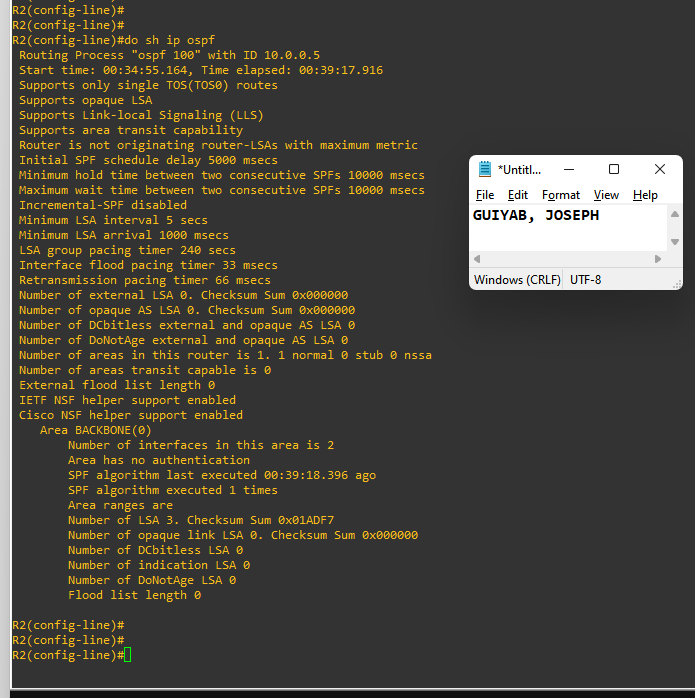 R2(config-line)#
R2(config-line)#
R2(config-line)#do sh ip ospf
Routing Process "ospf 100" with ID 10.0.0.5
Start time: 00:34:55.164, Time elapsed: 00:39:17.916
Supports only single TOS(TOS0) routes
Supports opaque LSA
Supports Link-local Signaling (LLS)
Supports area transit capability
Router is not originating router-LSAs with maximum metric
Initial SPF schedule delay 5000 msecs
Minimum hold time between two consecutive SPFs 10000 msecs
Maximum wait time between two consecutive SPFs 10000 msecs
Incremental-SPF disabled
Minimum LSA interval 5 secs
Minimum LSA arrival 1000 msecs
LSA group pacing timer 240 secs
Interface flood pacing timer 33 msecs
Retransmission pacing timer 66 msecs
Number of external LSA 0. Checksum Sum 0x000000
Number of opaque AS LSA 0. Checksum Sum 0x000000
Number of DCbitless external and opaque AS LSA 0
Number of DoNotAge external and opaque AS LSA 0
Number of areas in this router is 1. 1 normal 0 stub 0 nssa
Number of areas transit capable is 0
External flood list length 0
IETF NSF helper support enabled
Cisco NSF helper support enabled
Area BACKBONE(0)
Number of interfaces in this area is 2
Area has no authentication
SPF algorithm last executed 00:39:18.396 ago
SPF algorithm executed 1 times
Area ranges are
Number of LSA 3. Checksum Sum 0x01ADF7
Number of opaque link LSA 0. Checksum Sum 0x000000
Number of DCbitless LSA 0
Number of indication LSA 0
Number of DoNotAge LSA 0
Flood list length 0
R2(config-line)#
R2(config-line)#
R2(config-line)#
*Untitl...
File Edit Format View Help
GUIYAB, JOSEPH
Windows (CRLF) UTF-8